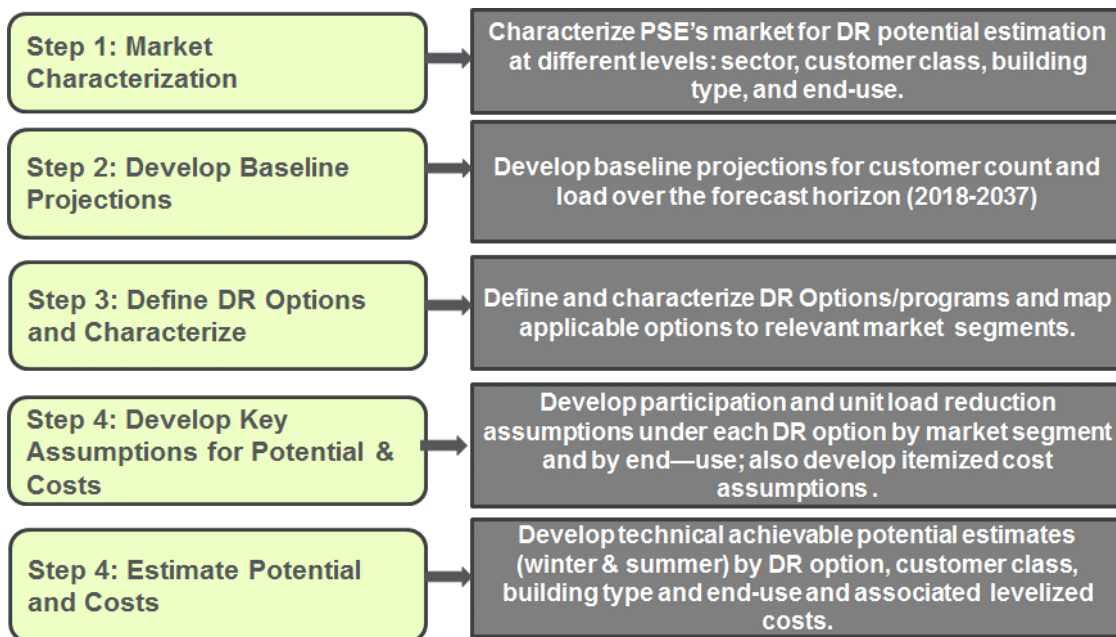 Step 1: Market
Characterization
Characterize PSE's market for DR potential estimation
at different levels: sector, customer class, building
type, and end-use.
Step 2: Develop Baseline
Projections
Develop baseline projections for customer count and
load over the forecast horizon (2018-2037)
Step 3: Define DR Options
and Characterize
Define and characterize DR Options/programs and map
applicable options to relevant market segments.
Step 4: Develop Key
Assumptions for Potential &
Costs
Develop participation and unit load reduction
assumptions under each DR option by market segment
and by end—use; also develop itemized cost
assumptions .
Step 4: Estimate Potential
and Costs
Develop technical achievable potential estimates
(winter & summer) by DR option, customer class,
building type and end-use and associated levelized
costs.